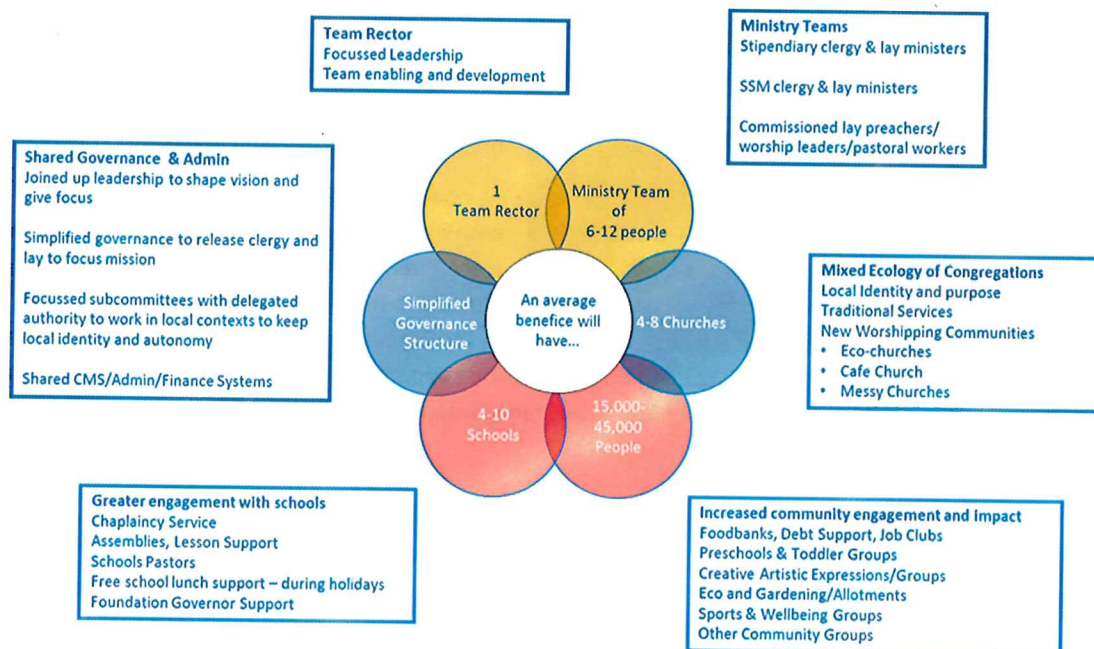 Team Rector
Focussed Leadership
Team enabling and development
Ministry Teams
Stipendiary clergy & lay ministers
SSM clergy & lay ministers
Commissioned lay preachers/
worship leaders/pastoral workers
Shared Governance & Admin
Joined up leadership to shape vision and
give focus
Simplified governance to release clergy and
lay to focus mission
Focussed subcommittees with delegated
authority to work in local contexts to keep
local identity and autonomy
Shared CMS/Admin/Finance Systems
1
Team Rector
Ministry Team
of
6-12 people
Simplified
Governance
Structure
An average
benefice will
have...
4-8 Churches
4-10
Schools
15,000-
45,000
People
Mixed Ecology of Congregations
Local Identity and purpose
Traditional Services
New Worshipping Communities
• Eco-churches
• Cafe Church
• Messy Churches
Greater engagement with schools
Chaplaincy Service
Assemblies, Lesson Support
Schools Pastors
Free school lunch support – during holidays
Foundation Governor Support
Increased community engagement and impact
Foodbanks, Debt Support, Job Clubs
Preschools & Toddler Groups
Creative Artistic Expressions/Groups
Eco and Gardening/Allotments
Sports & Wellbeing Groups
Other Community Groups